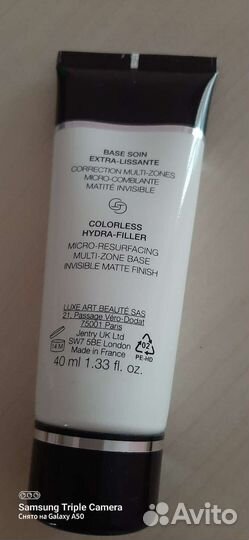 BASE SOIN
EXTRA-LISSANTE
CORRECTION MULTI-ZONES
MICRO-COMBLANTE
MATITÉ INVISIBLE
COLORLESS
HYDRA-FILLER
MICRO-RESURFACING
MULTI-ZONE BASE
INVISIBLE MATTE FINISH
LUXE ART BEAUTÉ SAS
21, Passage Véro-Dodat
75001 Paris
Jentry UK Ltd
SW7 5BE London
Made in France
14 M
02
PE-HD
40 ml 1.33 fl. oz.
Samsung Triple Camera
Снято на Galaxy A50
Avito